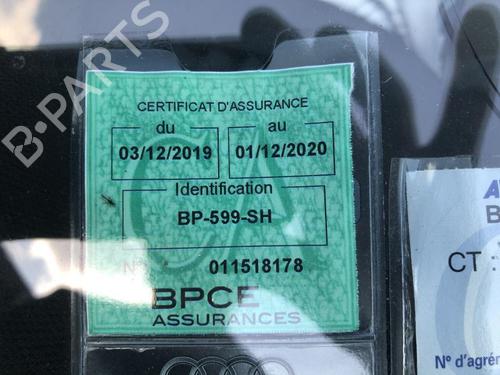 B-PARTS
CERTIFICAT D'ASSURANCE
du
au
03/12/2019
01/12/2020
Identification
BP-599-SH
N° 011518178
BPCE
ASSURANCES
CT
N° d'agrém